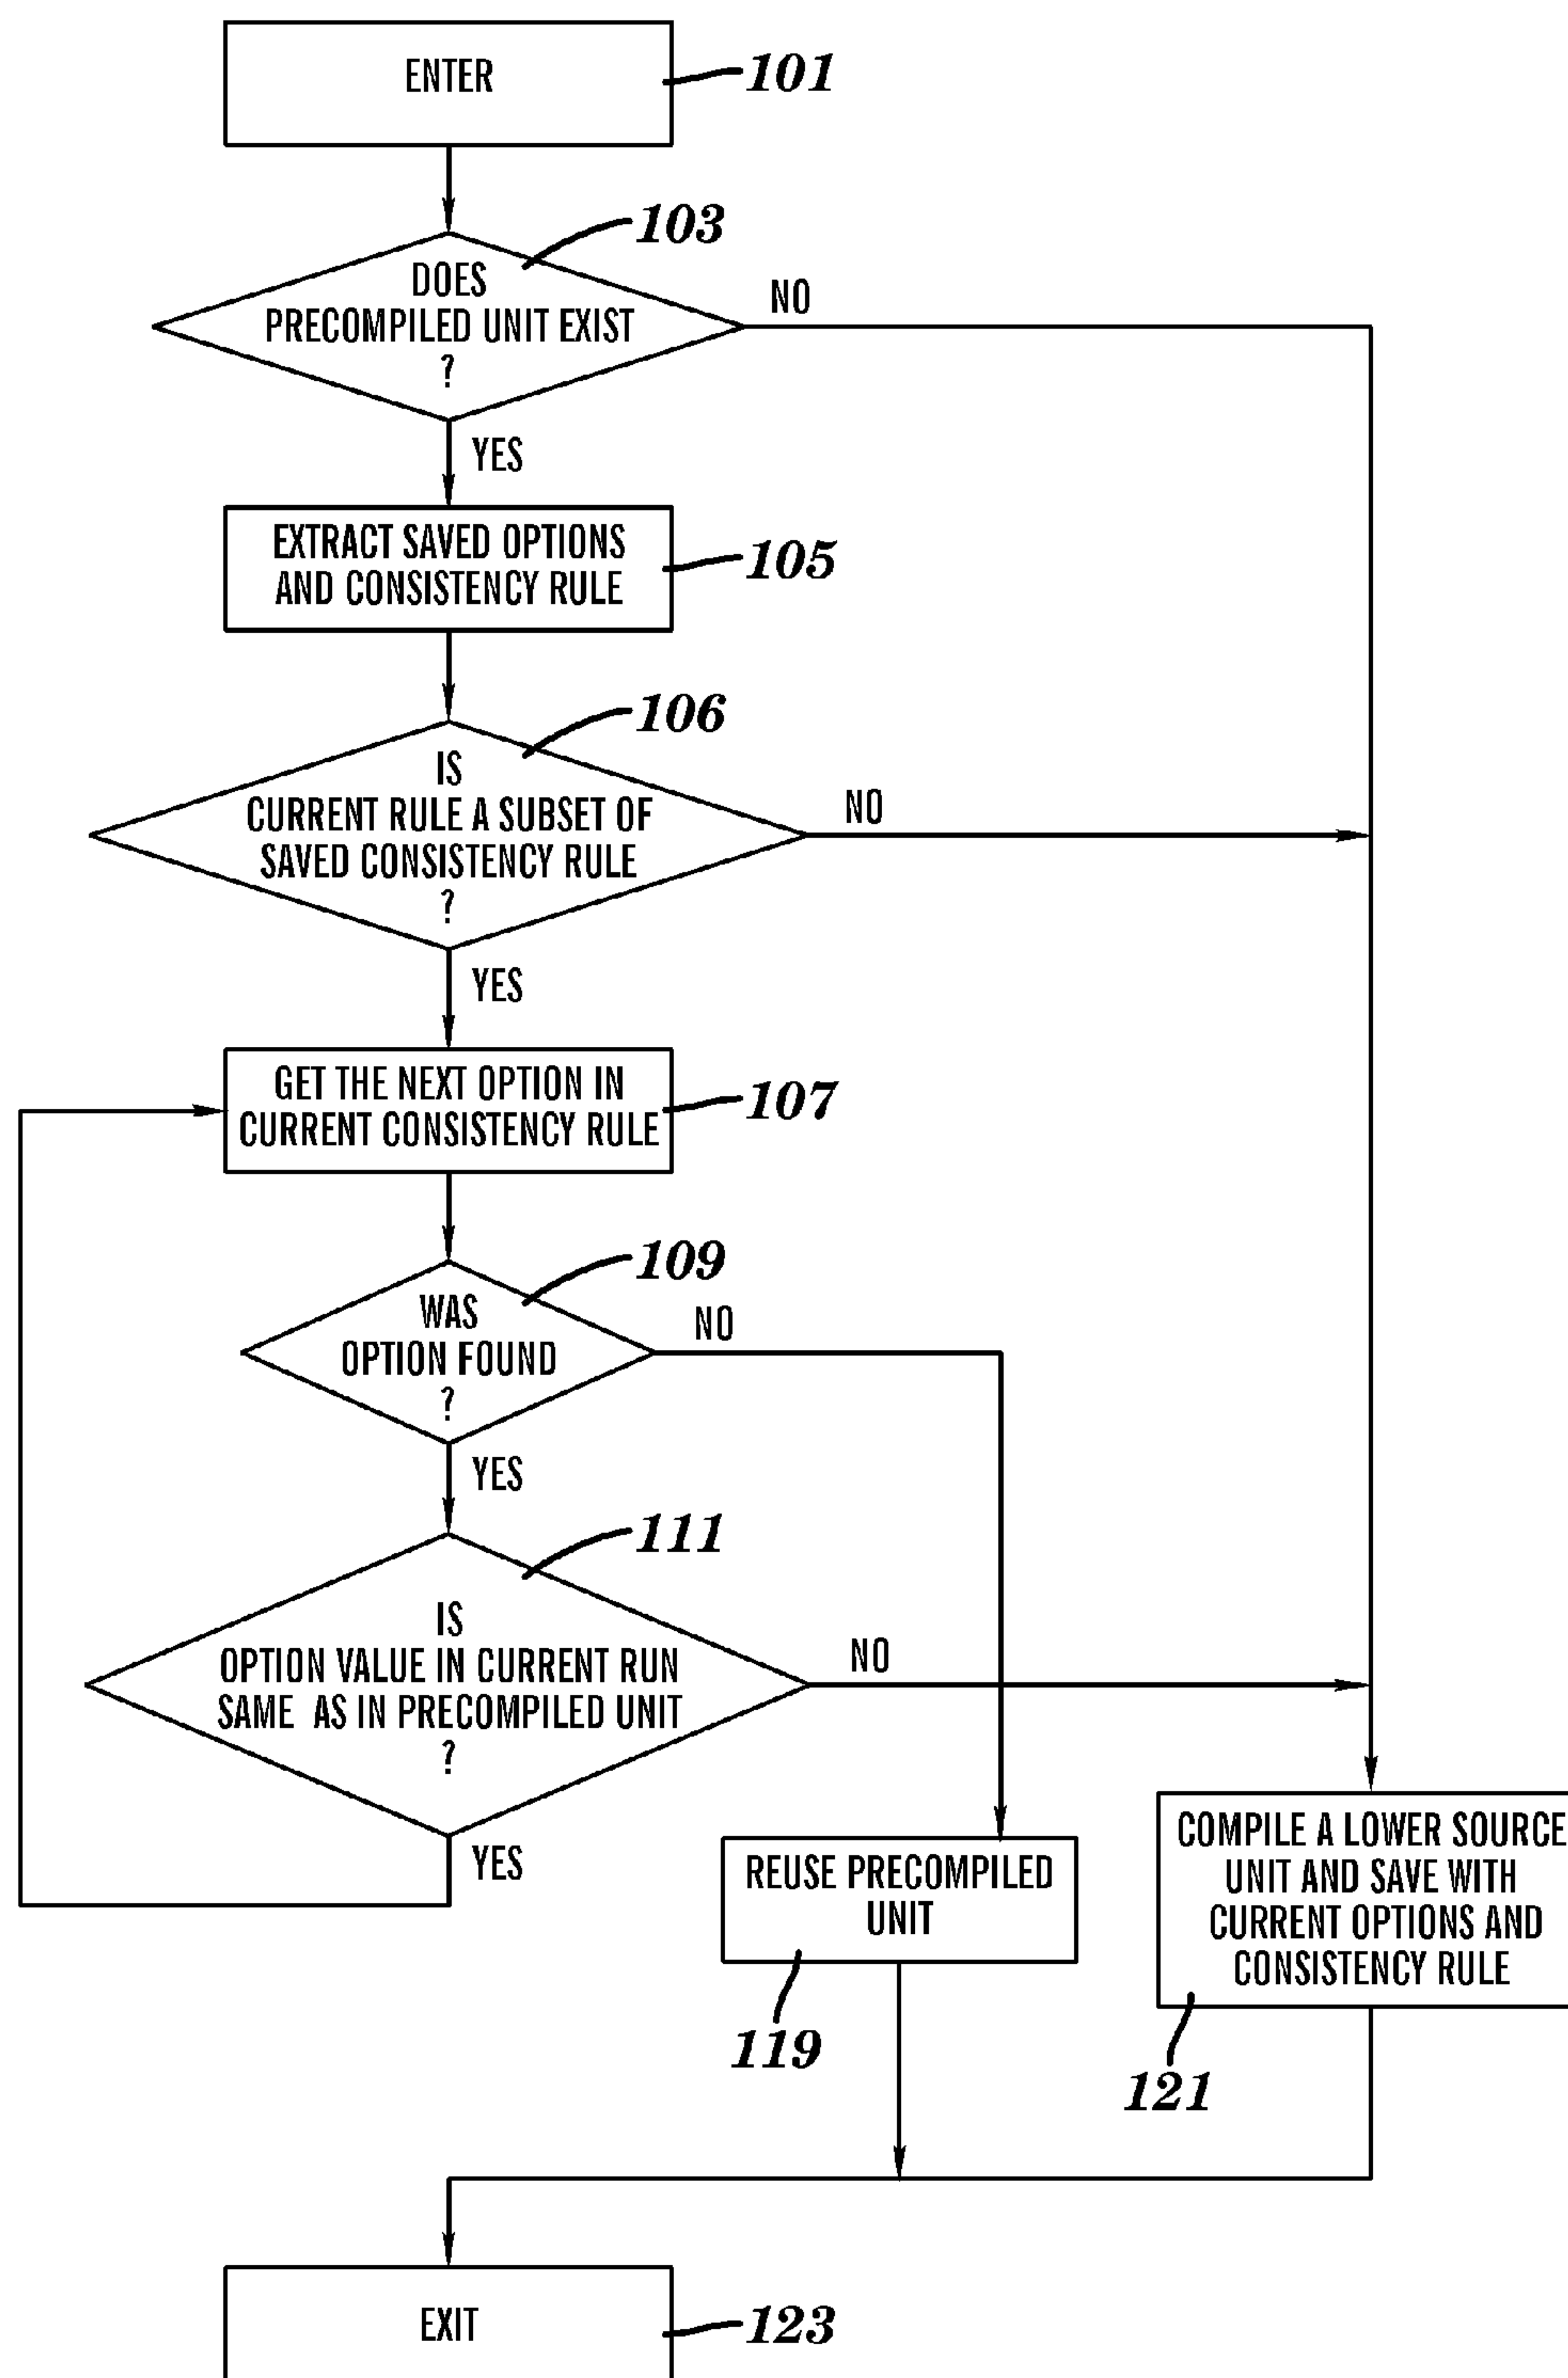 ENTER
101
103
DOES
PRECOMPILED UNIT EXIST
?
NO
YES
EXTRACT SAVED OPTIONS
AND CONSISTENCY RULE
105
106
IS
CURRENT RULE A SUBSET OF
SAVED CONSISTENCY RULE
?
NO
YES
GET THE NEXT OPTION IN
CURRENT CONSISTENCY RULE
107
109
WAS
OPTION FOUND
?
NO
YES
111
IS
OPTION VALUE IN CURRENT RUN
SAME AS IN PRECOMPILED UNIT
?
NO
YES
REUSE PRECOMPILED
UNIT
119
COMPILE A LOWER SOURCE
UNIT AND SAVE WITH
CURRENT OPTIONS AND
CONSISTENCY RULE
121
EXIT
123